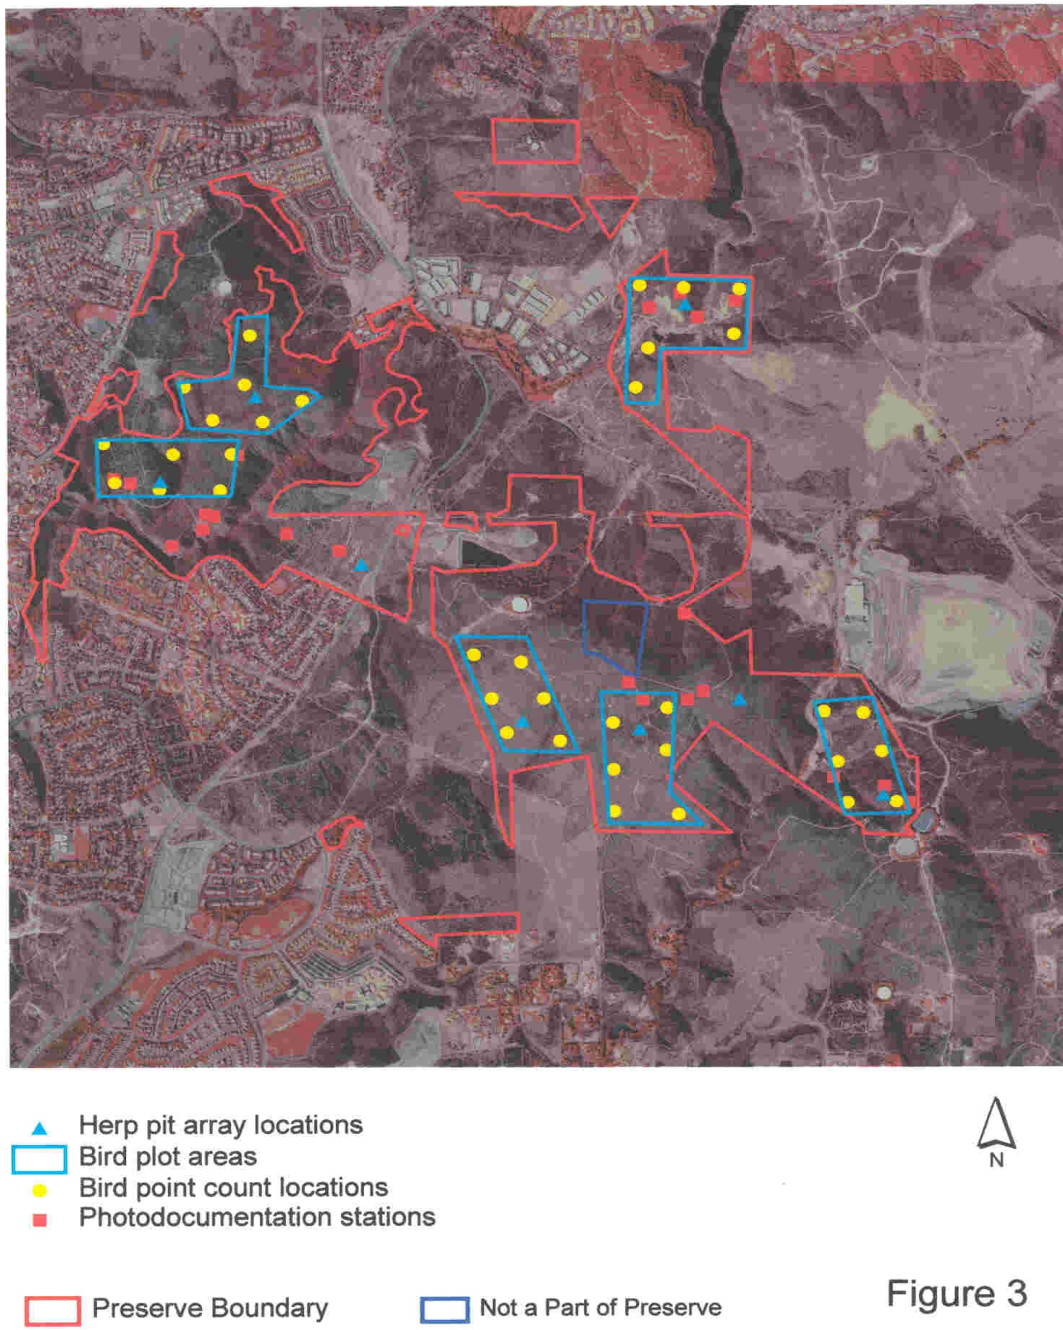 Herp pit array locations
Bird plot areas
Bird point count locations
Photodocumentation stations
N
Preserve Boundary
Not a Part of Preserve
Figure 3